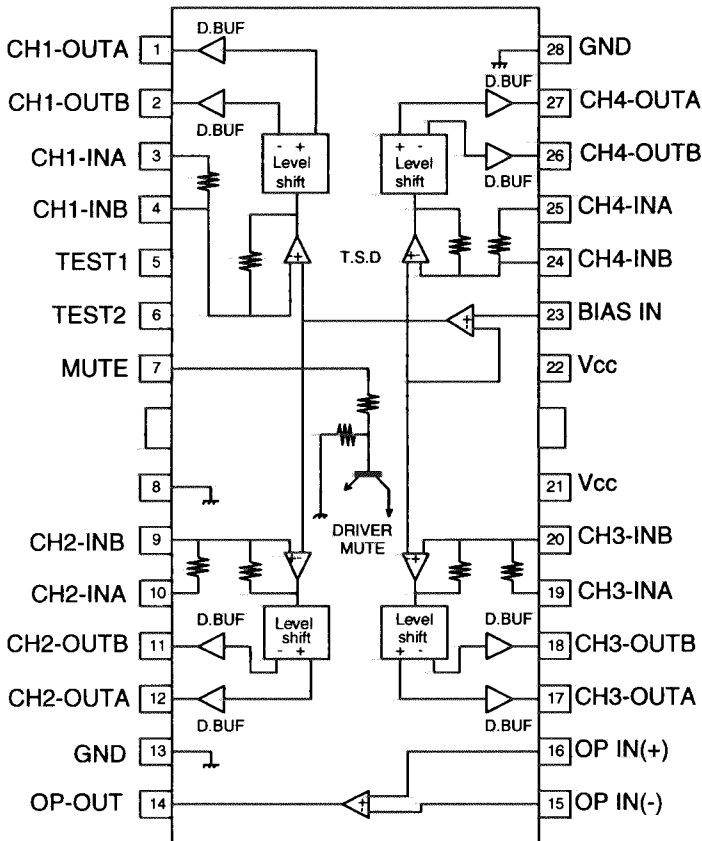 CH1-OUTA 1 D.BUF
CH1-OUTB 2 D.BUF
CH1-INA 3
CH1-INB 4
TEST1 5
TEST2 6
MUTE 7
8
CH2-INB 9
CH2-INA 10
CH2-OUTB 11 D.BUF
CH2-OUTA 12 D.BUF
GND 13
OP-OUT 14
- +
Level
shift
- +
T.S.D
+ -
Level
shift
- +
DRIVER
MUTE
+ -
Level
shift
+ -
+ -
- +
Level
shift
+ -
+ -
+ -
28 GND
D.BUF 27 CH4-OUTA
26 CH4-OUTB
D.BUF
25 CH4-INA
24 CH4-INB
23 BIAS IN
22 Vcc
21 Vcc
20 CH3-INB
19 CH3-INA
D.BUF
18 CH3-OUTB
17 CH3-OUTA
D.BUF
16 OP IN(+)
15 OP IN(-)